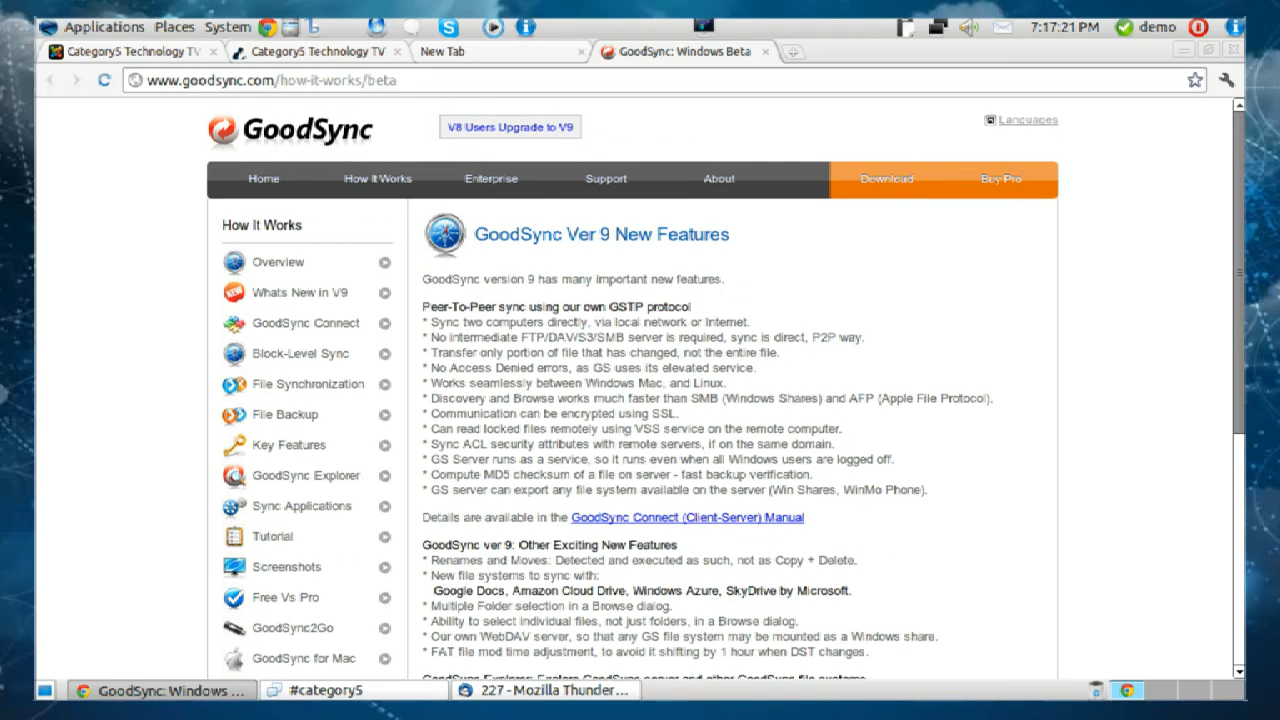 Applications Places System
7:17:21 PM demo
Category5 Technology TV
Category5 Technology TV
New Tab
GoodSync: Windows Beta
www.goodsync.com/how-it-works/beta
GoodSync
V8 Users Upgrade to V9
Languages
Home
How It Works
Enterprise
Support
About
Download
Buy Pro
How It Works
Overview
Whats New in V9
GoodSync Connect
Block-Level Sync
File Synchronization
File Backup
Key Features
GoodSync Explorer
Sync Applications
Tutorial
Screenshots
Free Vs Pro
GoodSync2Go
GoodSync for Mac
GoodSync Ver 9 New Features
GoodSync version 9 has many important new features.
Peer-To-Peer sync using our own GSTP protocol
* Sync two computers directly, via local network or Internet.
* No intermediate FTP/DAV/S3/SMB server is required, sync is direct, P2P way.
* Transfer only portion of file that has changed, not the entire file.
* No Access Denied errors, as GS uses its elevated service.
* Works seamlessly between Windows Mac, and Linux.
* Discovery and Browse works much faster than SMB (Windows Shares) and AFP (Apple File Protocol).
* Communication can be encrypted using SSL.
* Can read locked files remotely using VSS service on the remote computer.
* Sync ACL security attributes with remote servers, if on the same domain.
* GS Server runs as a service, so it runs even when all Windows users are logged off.
* Compute MD5 checksum of a file on server - fast backup verification.
* GS server can export any file system available on the server (Win Shares, WinMo Phone).
Details are available in the GoodSync Connect (Client-Server) Manual
GoodSync ver 9: Other Exciting New Features
* Renames and Moves: Detected and executed as such, not as Copy + Delete.
* New file systems to sync with:
Google Docs, Amazon Cloud Drive, Windows Azure, SkyDrive by Microsoft.
* Multiple Folder selection in a Browse dialog.
* Ability to select individual files, not just folders, in a Browse dialog.
* Our own WebDAV server, so that any GS file system may be mounted as a Windows share.
* FAT file mod time adjustment, to avoid it shifting by 1 hour when DST changes.
GoodSync Explorer: Explore GoodSync server and other GoodSync file systems
GoodSync: Windows ...
#category5
227 - Mozilla Thunder...